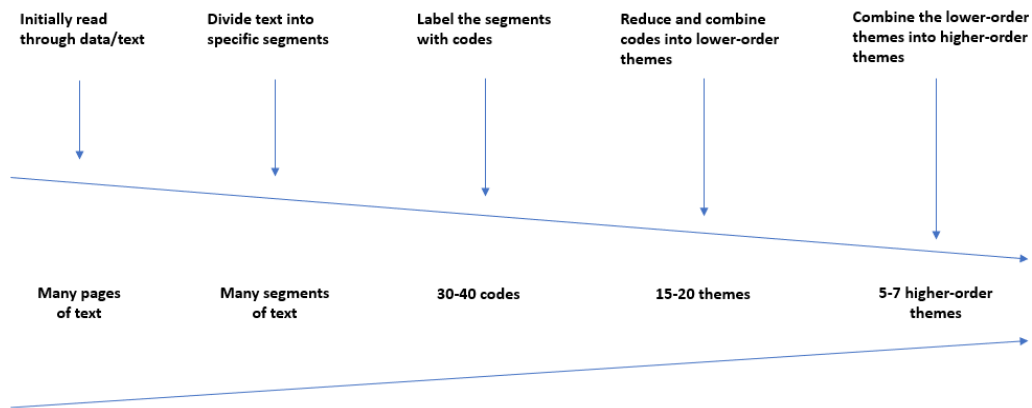 Initially read
through data/text
Divide text into
specific segments
Label the segments
with codes
Reduce and combine
codes into lower-order
themes
Combine the lower-order
themes into higher-order
themes
Many pages
of text
Many segments
of text
30-40 codes
15-20 themes
5-7 higher-order
themes